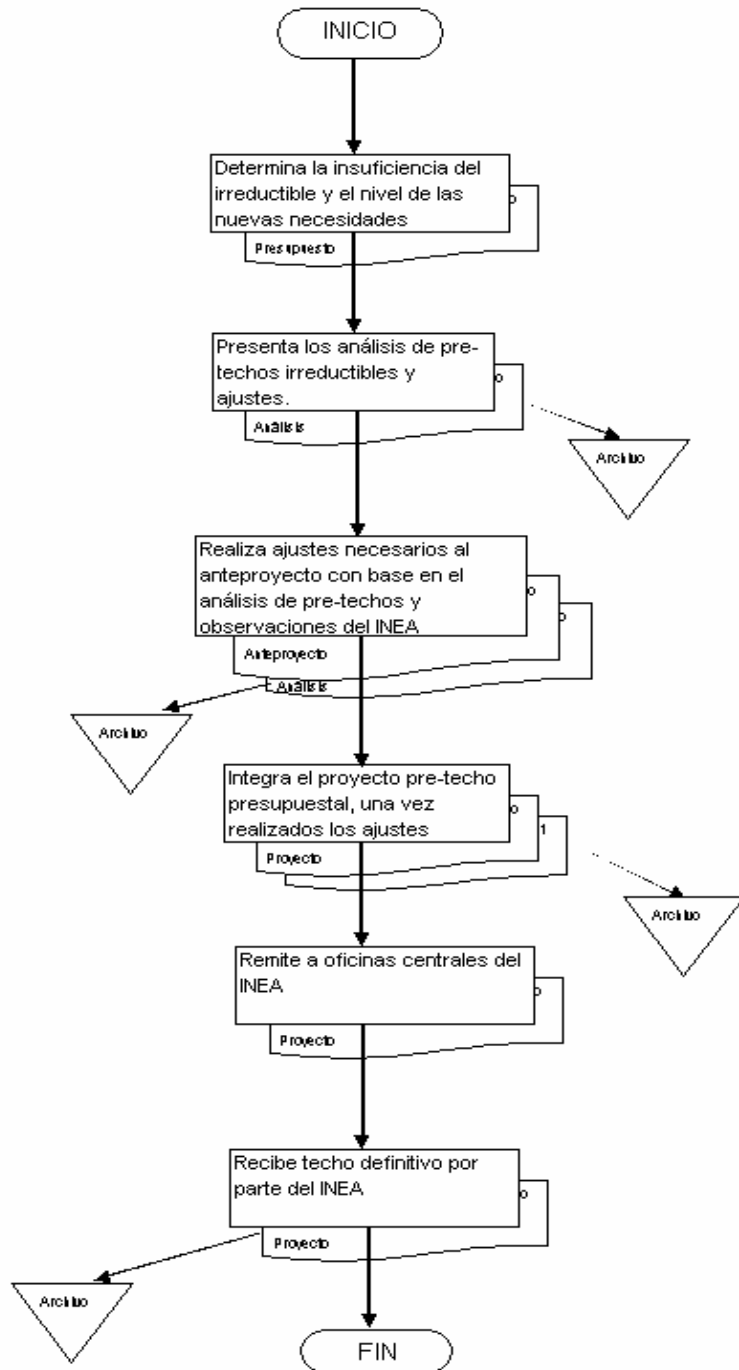 INICIO
Determina la insuficiencia del
irreductible y el nivel de las
nuevas necesidades
o
Presupuesto
Presenta los análisis de pre-
techos irreductibles y
ajustes.
o
Análisis
Archivo
Realiza ajustes necesarios al
anteproyecto con base en el
análisis de pre-techos y
observaciones del INEA
o
o
Anteproyecto
Análisis
Archivo
Integra el proyecto pre-techo
presupuestal, una vez
realizados los ajustes
o
1
Proyecto
Archivo
Remite a oficinas centrales del
INEA
o
Proyecto
Recibe techo definitivo por
parte del INEA
o
Proyecto
Archivo
FIN